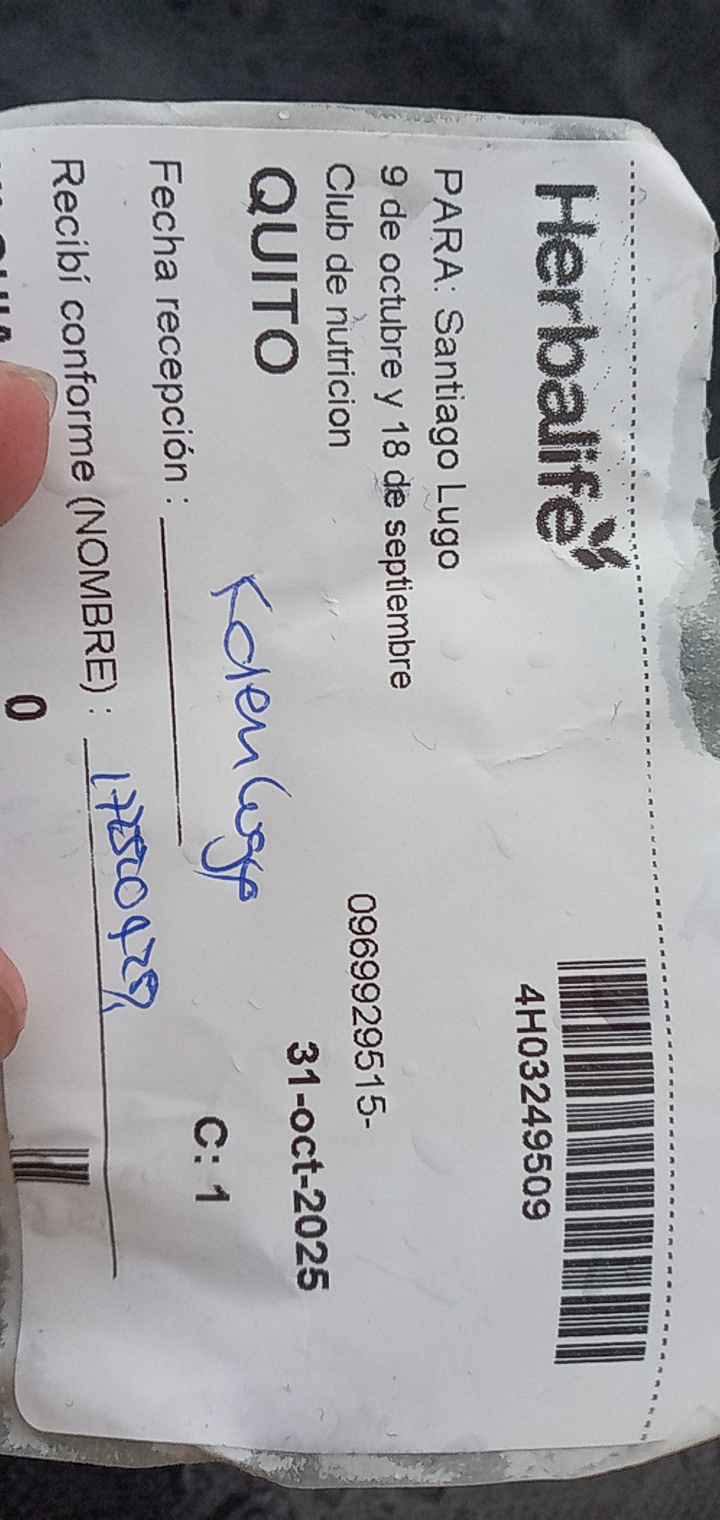 Herbalife
4H03249509
PARA: Santiago Lugo
9 de octubre y 18 de septiembre
Club de nutricion
0969929515-
QUITO
31-oct-2025
Fecha recepción :
C: 1
Recibí conforme (NOMBRE) :
0